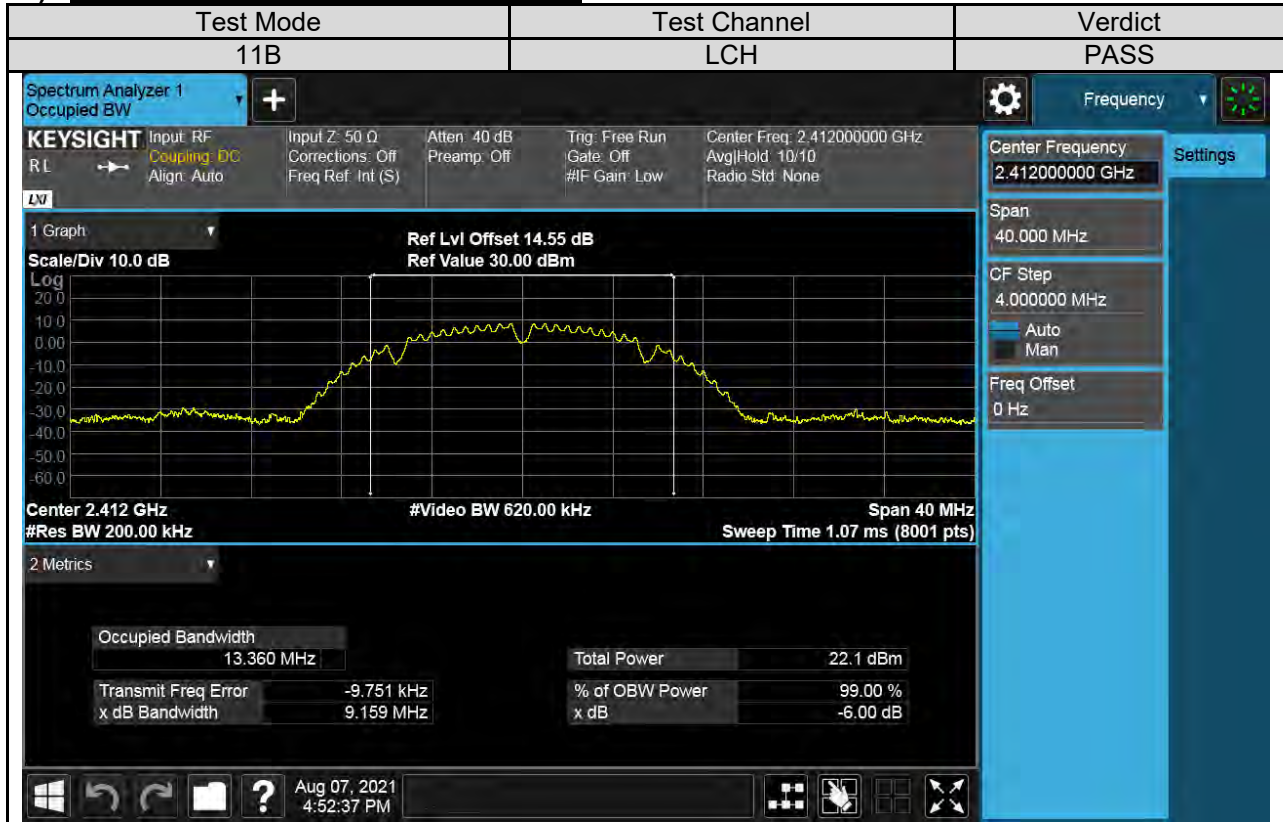 Test Mode Test Channel Verdict
11B LCH PASS
Spectrum Analyzer 1
Occupied BW
+
Frequency
KEYSIGHT Input: RF Input Z: 50 Ω Atten: 40 dB Trig: Free Run Center Freq: 2.412000000 GHz
RL Coupling: DC Corrections: Off Preamp: Off Gate: Off Avg|Hold: 10/10
Align: Auto Freq Ref: Int (S) #IF Gain: Low Radio Std: None
LXI
Center Frequency
2.412000000 GHz
Settings
Span
40.000 MHz
CF Step
4.000000 MHz
Auto
Man
Freq Offset
0 Hz
1 Graph
Ref Lvl Offset 14.55 dB
Scale/Div 10.0 dB Ref Value 30.00 dBm
Log
20.0
10.0
0.00
-10.0
-20.0
-30.0
-40.0
-50.0
-60.0
Center 2.412 GHz #Video BW 620.00 kHz Span 40 MHz
#Res BW 200.00 kHz Sweep Time 1.07 ms (8001 pts)
2 Metrics
Occupied Bandwidth
13.360 MHz Total Power 22.1 dBm
Transmit Freq Error -9.751 kHz % of OBW Power 99.00 %
x dB Bandwidth 9.159 MHz x dB -6.00 dB
? Aug 07, 2021
4:52:37 PM